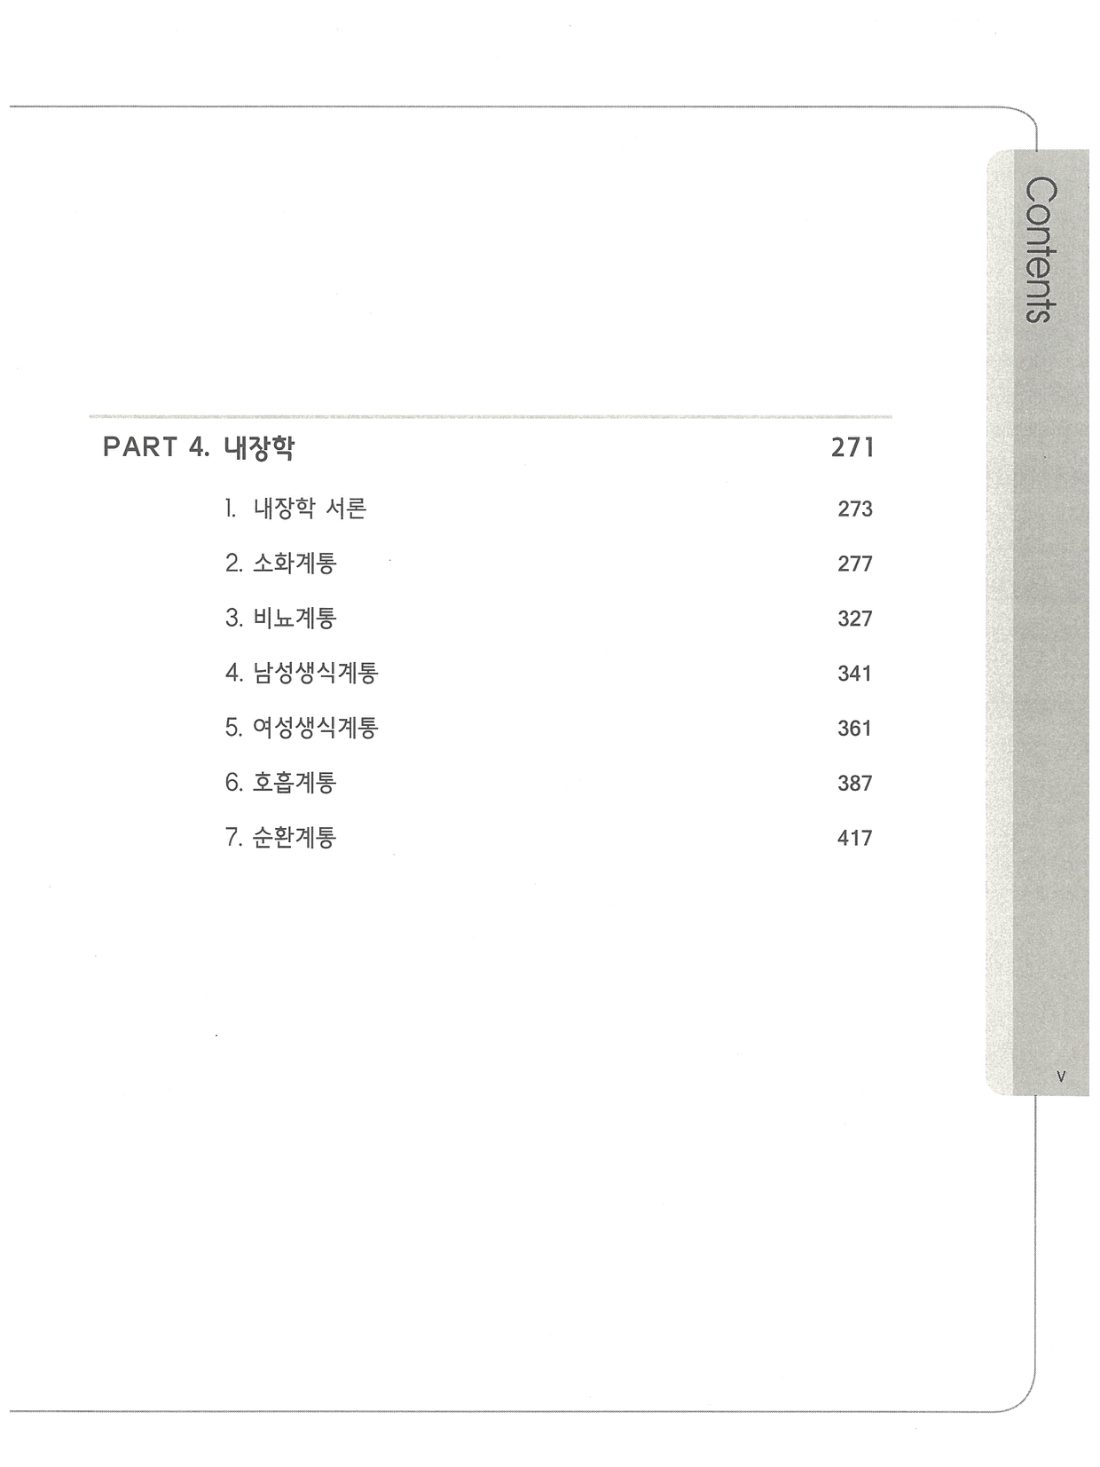 Contents
PART 4. 내장학 271
1. 내장학 서론 273
2. 소화계통 277
3. 비뇨계통 327
4. 남성생식계통 341
5. 여성생식계통 361
6. 호흡계통 387
7. 순환계통 417
v